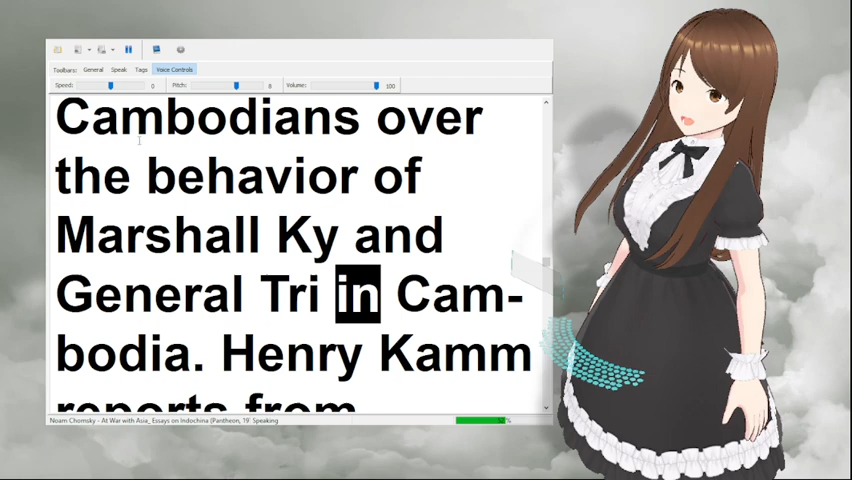 Toolbars: General Speak Tags Voice Controls
Speed: 0 Pitch: 8 Volume: 100
Cambodians over
the behavior of
Marshall Ky and
General Tri in Cam-
bodia. Henry Kamm
reports from
Noam Chomsky - At War with Asia_ Essays on Indochina (Pantheon, 19 Speaking